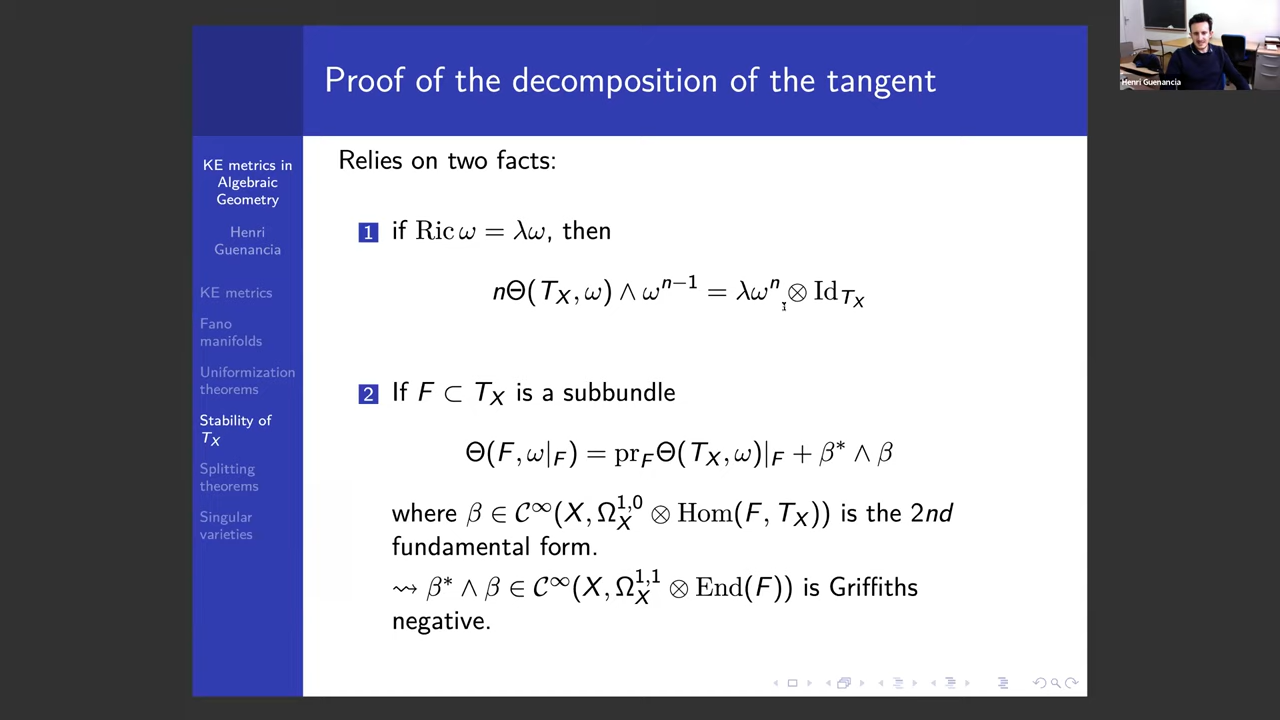 Proof of the decomposition of the tangent
KE metrics in
Algebraic
Geometry
Henri
Guenancia
KE metrics
Fano
manifolds
Uniformization
theorems
Stability of
T_X
Splitting
theorems
Singular
varieties
Relies on two facts:
1 if Ric ω = λω, then
nΘ(T_X, ω) ∧ ω^{n−1} = λω^n ⊗ Id_{T_X}
2 If F ⊂ T_X is a subbundle
Θ(F, ω|_F) = pr_F Θ(T_X, ω)|_F + β* ∧ β
where β ∈ 𝒞^∞(X, Ω_X^{1,0} ⊗ Hom(F, T_X)) is the 2nd
fundamental form.
⇝ β* ∧ β ∈ 𝒞^∞(X, Ω_X^{1,1} ⊗ End(F)) is Griffiths
negative.
Henri Guenancia